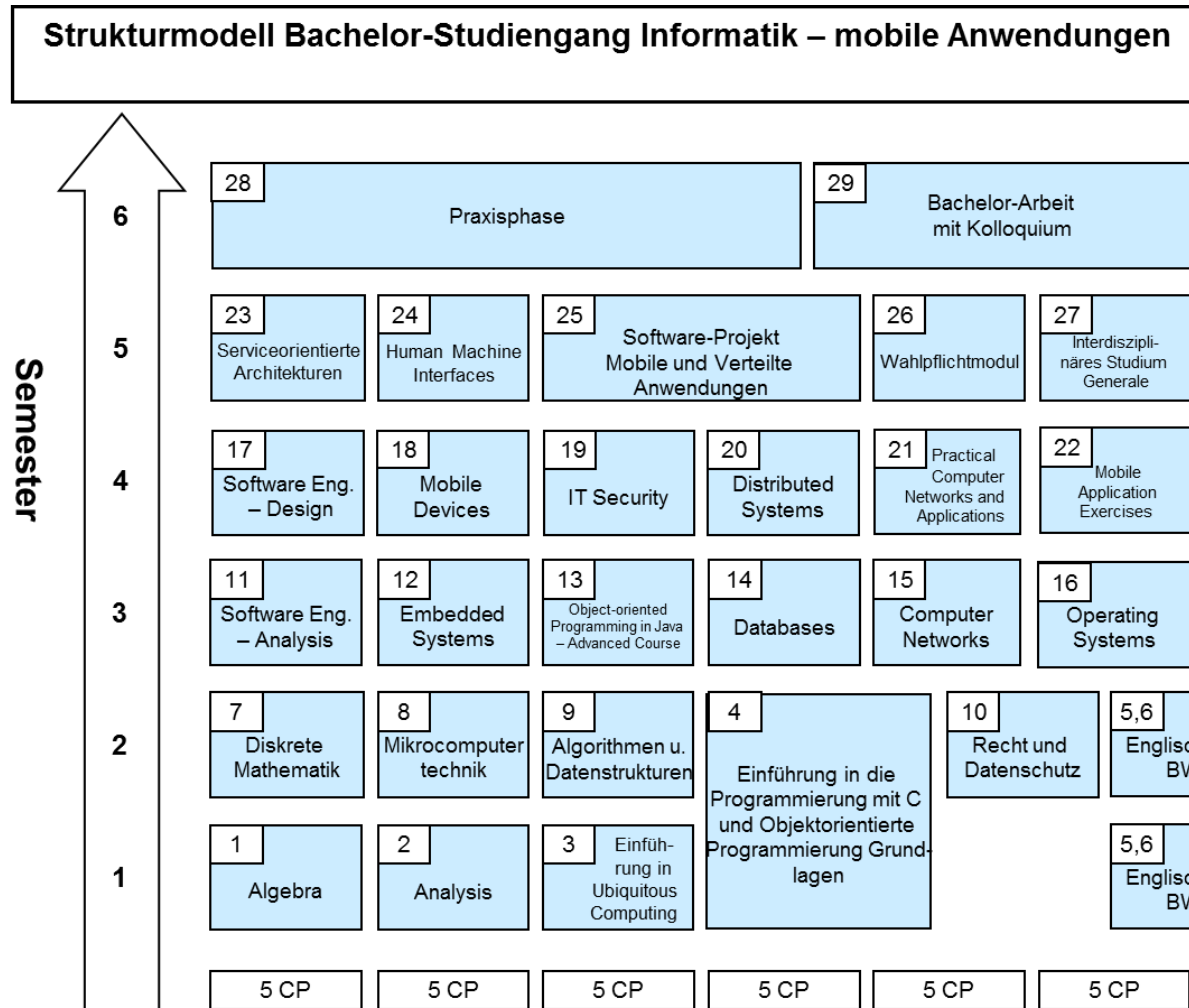 Strukturmodell Bachelor-Studiengang Informatik – mobile Anwendungen
Semester
6
28
Praxisphase
29
Bachelor-Arbeit
mit Kolloquium
5
23
Serviceorientierte
Architekturen
24
Human Machine
Interfaces
25
Software-Projekt
Mobile und Verteilte
Anwendungen
26
Wahlpflichtmodul
27
Interdiszipli-
näres Studium
Generale
4
17
Software Eng.
– Design
18
Mobile
Devices
19
IT Security
20
Distributed
Systems
21
Practical
Computer
Networks and
Applications
22
Mobile
Application
Exercises
3
11
Software Eng.
– Analysis
12
Embedded
Systems
13
Object-oriented
Programming in Java
– Advanced Course
14
Databases
15
Computer
Networks
16
Operating
Systems
2
7
Diskrete
Mathematik
8
Mikrocomputer
technik
9
Algorithmen u.
Datenstrukturen
4
Einführung in die
Programmierung mit C
und Objektorientierte
Programmierung Grund-
lagen
10
Recht und
Datenschutz
5,6
1
1
Algebra
2
Analysis
3
Einfüh-
rung in
Ubiquitous
Computing
5,6
5 CP
5 CP
5 CP
5 CP
5 CP
5 CP